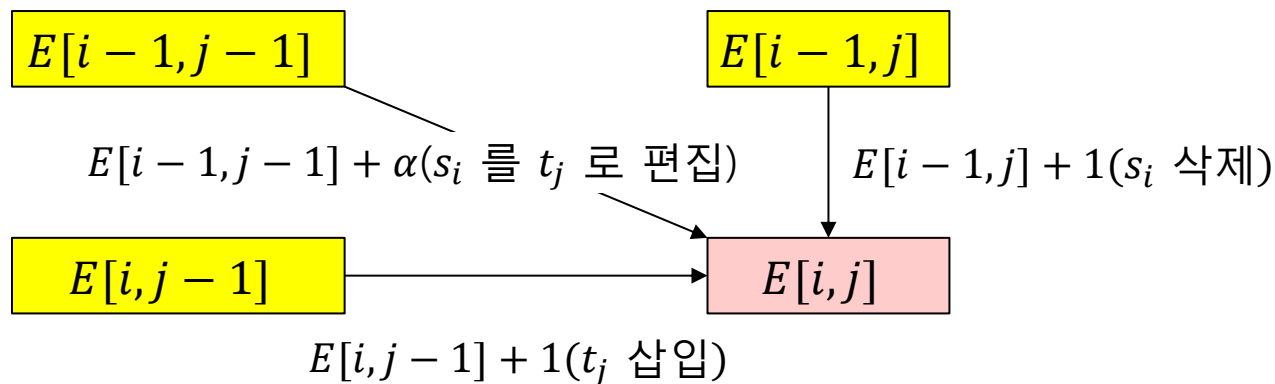 E[i − 1, j − 1]
E[i − 1, j]
E[i − 1, j − 1] + α(s_i 를 t_j 로 편집)
E[i − 1, j] + 1(s_i 삭제)
E[i, j − 1]
E[i, j]
E[i, j − 1] + 1(t_j 삽입)